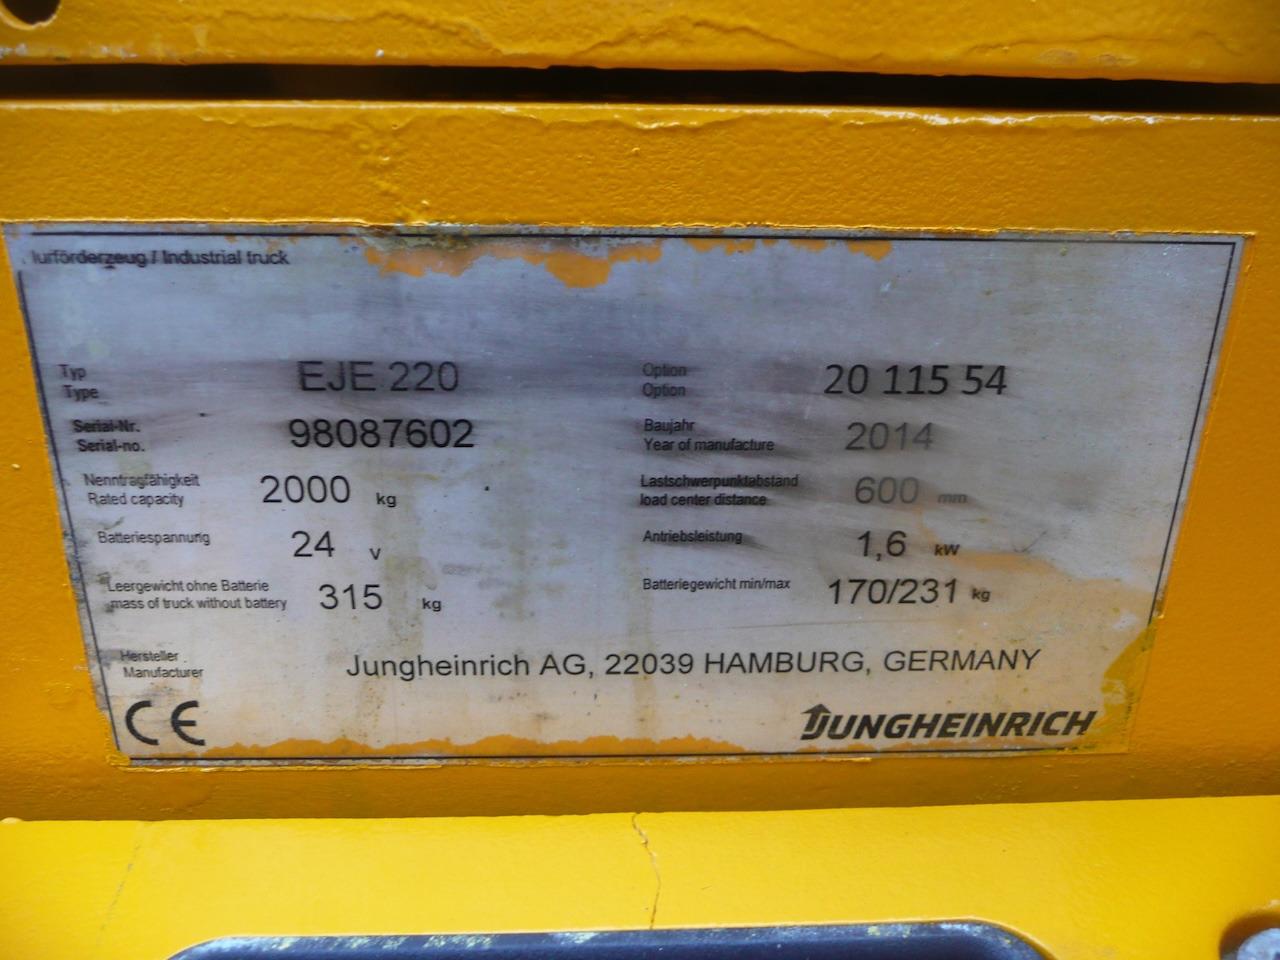 lurförderzeug / Industrial truck
Typ EJE 220 Option 20 115 54
Type Option
Serial-Nr. 98087602 Baujahr 2014
Serial-no. Year of manufacture
Nenntragfähigkeit 2000 kg Lastschwerpunktabstand 600 mm
Rated capacity load center distance
Batteriespannung 24 v Antriebsleistung 1,6 kW
Leergewicht ohne Batterie 315 kg Batteriegewicht min/max 170/231 kg
mass of truck without battery
Hersteller Jungheinrich AG, 22039 HAMBURG, GERMANY
Manufacturer
CE JUNGHEINRICH